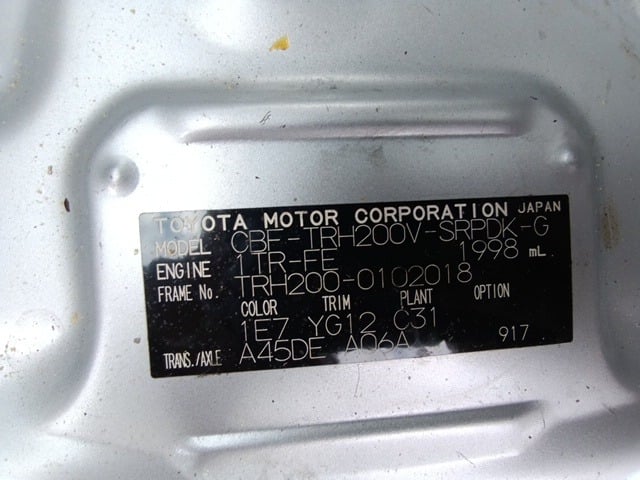 TOYOTA MOTOR CORPORATION JAPAN
MODEL CBF-TRH200V-SRPDK-G
ENGINE 1TR-FE 1998 mL
FRAME No. TRH200-0102018
COLOR TRIM PLANT OPTION
1E7 YG12 C31
TRANS./AXLE A45DE A06A 917